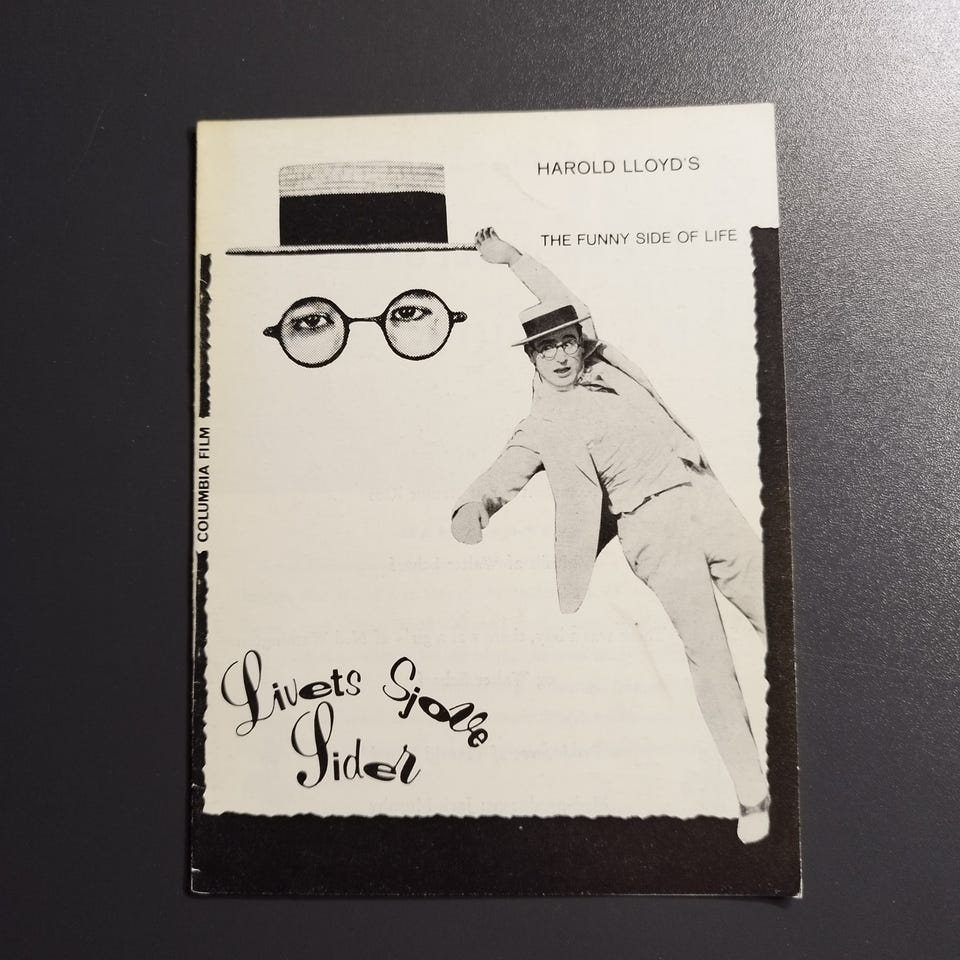 HAROLD LLOYD'S
THE FUNNY SIDE OF LIFE
COLUMBIA FILM
Livets Sjove
Sider